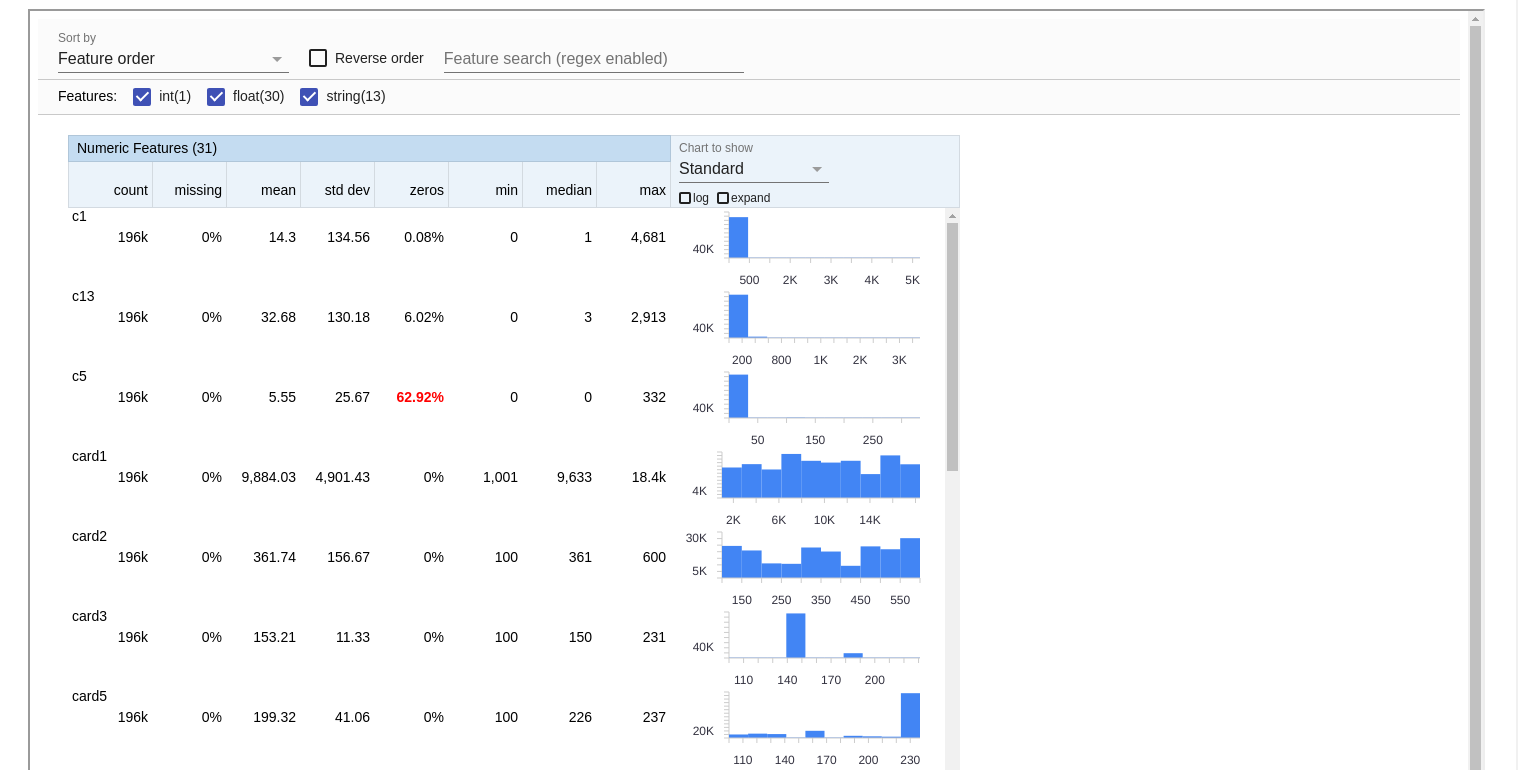 Sort by
Feature order
Reverse order
Feature search (regex enabled)
Features: int(1) float(30) string(13)
Numeric Features (31)
Chart to show
Standard
count missing mean std dev zeros min median max
log expand
c1
196k 0% 14.3 134.56 0.08% 0 1 4,681
40K
500 2K 3K 4K 5K
c13
196k 0% 32.68 130.18 6.02% 0 3 2,913
40K
200 800 1K 2K 3K
c5
196k 0% 5.55 25.67 62.92% 0 0 332
40K
50 150 250
card1
196k 0% 9,884.03 4,901.43 0% 1,001 9,633 18.4k
4K
2K 6K 10K 14K
card2
30K
196k 0% 361.74 156.67 0% 100 361 600
5K
150 250 350 450 550
card3
196k 0% 153.21 11.33 0% 100 150 231
40K
110 140 170 200
card5
196k 0% 199.32 41.06 0% 100 226 237
20K
110 140 170 200 230